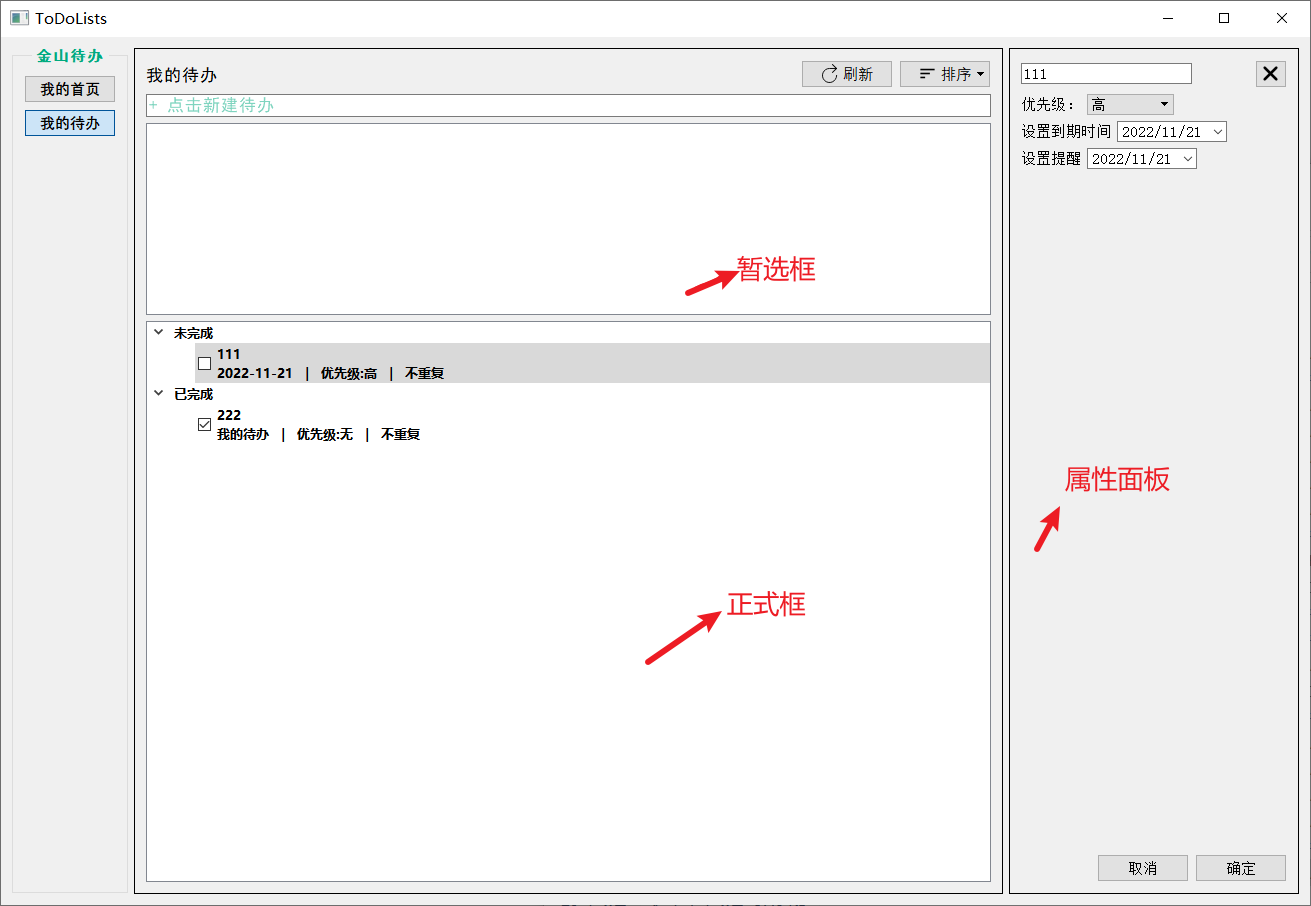 ToDoLists
金山待办
我的首页
我的待办
我的待办
刷新
排序
+ 点击新建待办
暂选框
未完成
111
2022-11-21 | 优先级:高 | 不重复
已完成
222
我的待办 | 优先级:无 | 不重复
正式框
111
优先级：
高
设置到期时间 2022/11/21
设置提醒 2022/11/21
属性面板
取消
确定